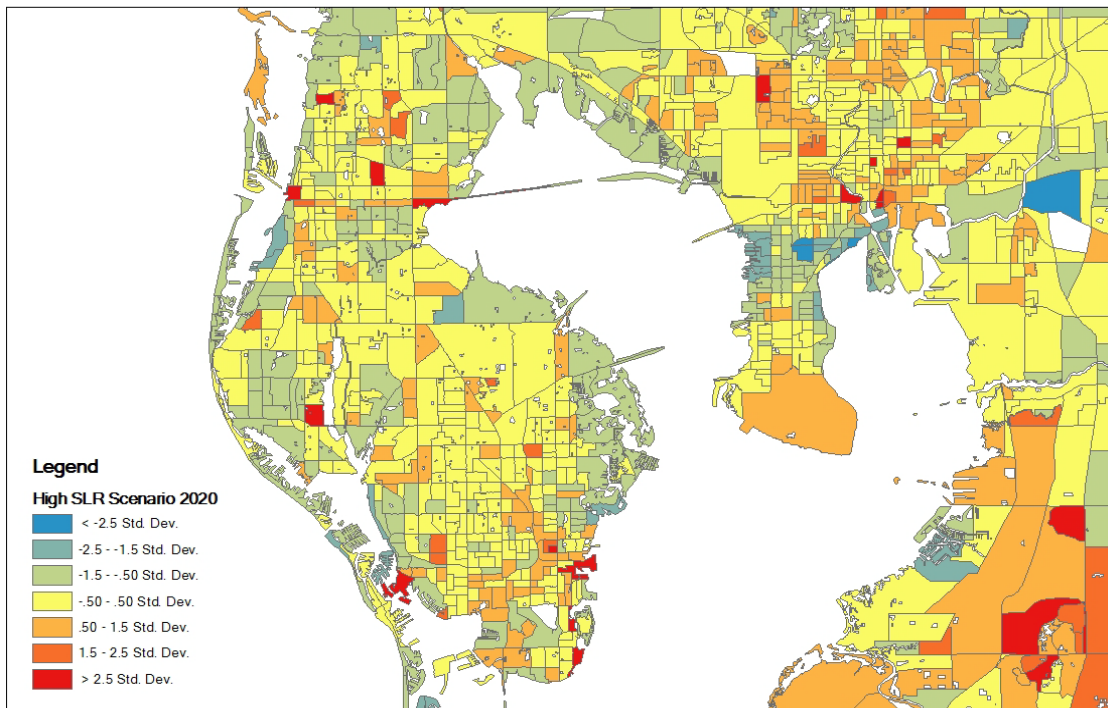 Legend
High SLR Scenario 2020
< -2.5 Std. Dev.
-2.5 - -1.5 Std. Dev.
-1.5 - -.50 Std. Dev.
-.50 - .50 Std. Dev.
.50 - 1.5 Std. Dev.
1.5 - 2.5 Std. Dev.
> 2.5 Std. Dev.